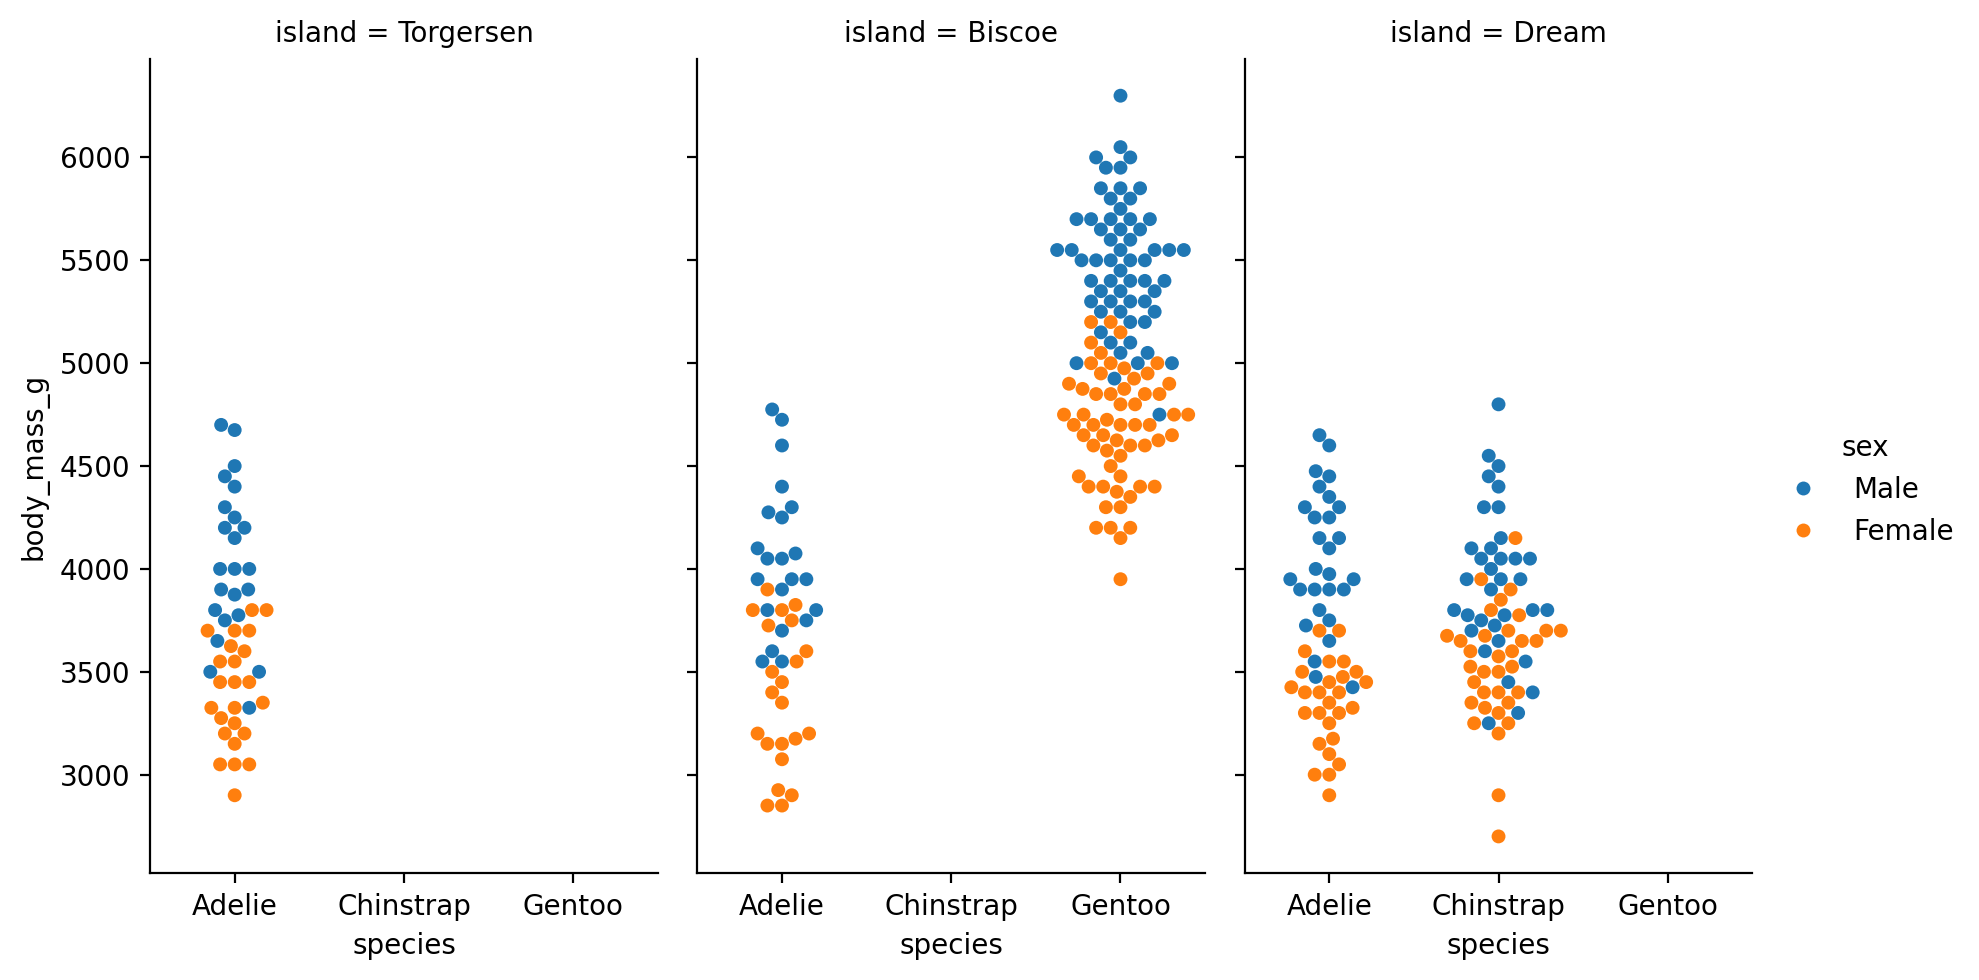 island = Torgersen
island = Biscoe
island = Dream
body_mass_g
6000
5500
5000
4500
4000
3500
3000
Adelie
Chinstrap
Gentoo
species
Adelie
Chinstrap
Gentoo
species
Adelie
Chinstrap
Gentoo
species
sex
Male
Female